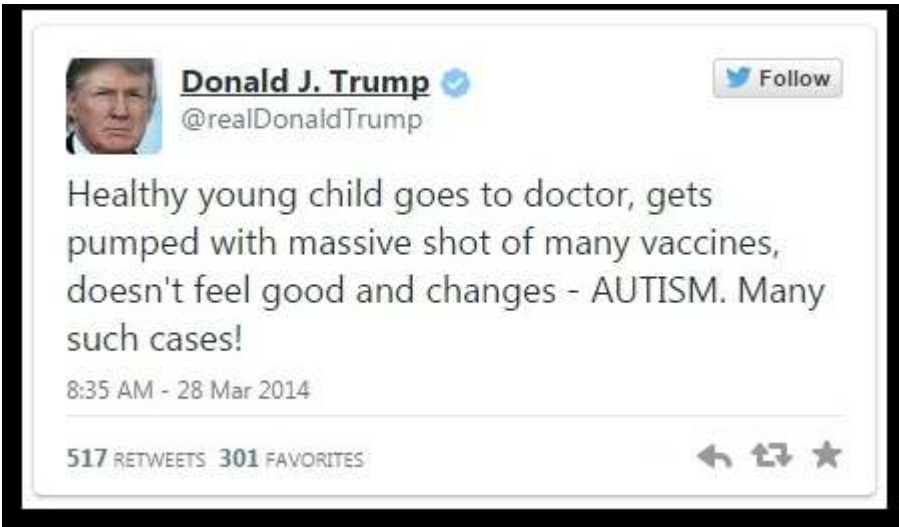 Donald J. Trump
Follow
@realDonaldTrump
Healthy young child goes to doctor, gets
pumped with massive shot of many vaccines,
doesn't feel good and changes - AUTISM. Many
such cases!
8:35 AM - 28 Mar 2014
517 RETWEETS 301 FAVORITES